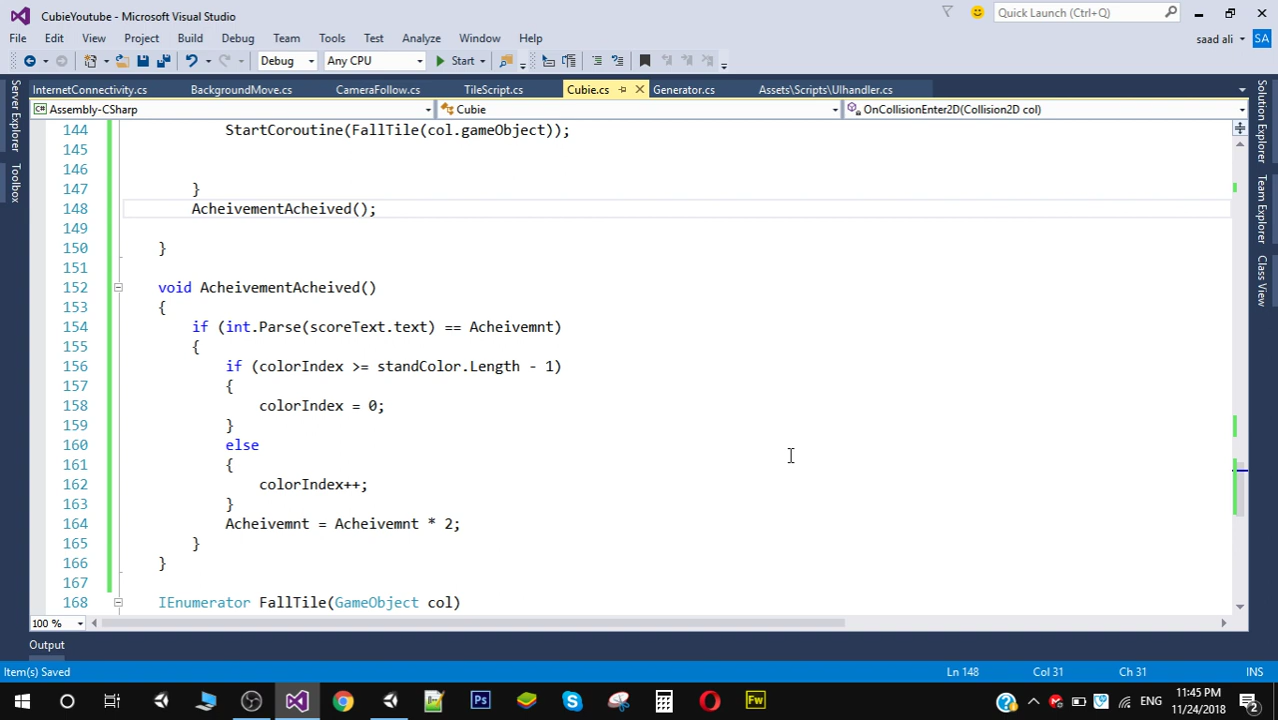 CubieYoutube - Microsoft Visual Studio
Quick Launch (Ctrl+Q)
File Edit View Project Build Debug Team Tools Test Analyze Window Help
saad ali SA
Debug Any CPU Start
InternetConnectivity.cs BackgroundMove.cs CameraFollow.cs TileScript.cs Cubie.cs Generator.cs Assets\Scripts\UIhandler.cs
Assembly-CSharp Cubie OnCollisionEnter2D(Collision2D col)
Server Explorer
Toolbox
Solution Explorer
Team Explorer
Class View
144 StartCoroutine(FallTile(col.gameObject));
145
146
147 }
148 AcheivementAcheived();
149
150 }
151
152 void AcheivementAcheived()
153 {
154 if (int.Parse(scoreText.text) == Acheivemnt)
155 {
156 if (colorIndex >= standColor.Length - 1)
157 {
158 colorIndex = 0;
159 }
160 else
161 {
162 colorIndex++;
163 }
164 Acheivemnt = Acheivemnt * 2;
165 }
166 }
167
168 IEnumerator FallTile(GameObject col)
100 %
Output
Item(s) Saved Ln 148 Col 31 Ch 31 INS
Ps Fw ENG 11:45 PM
11/24/2018 2